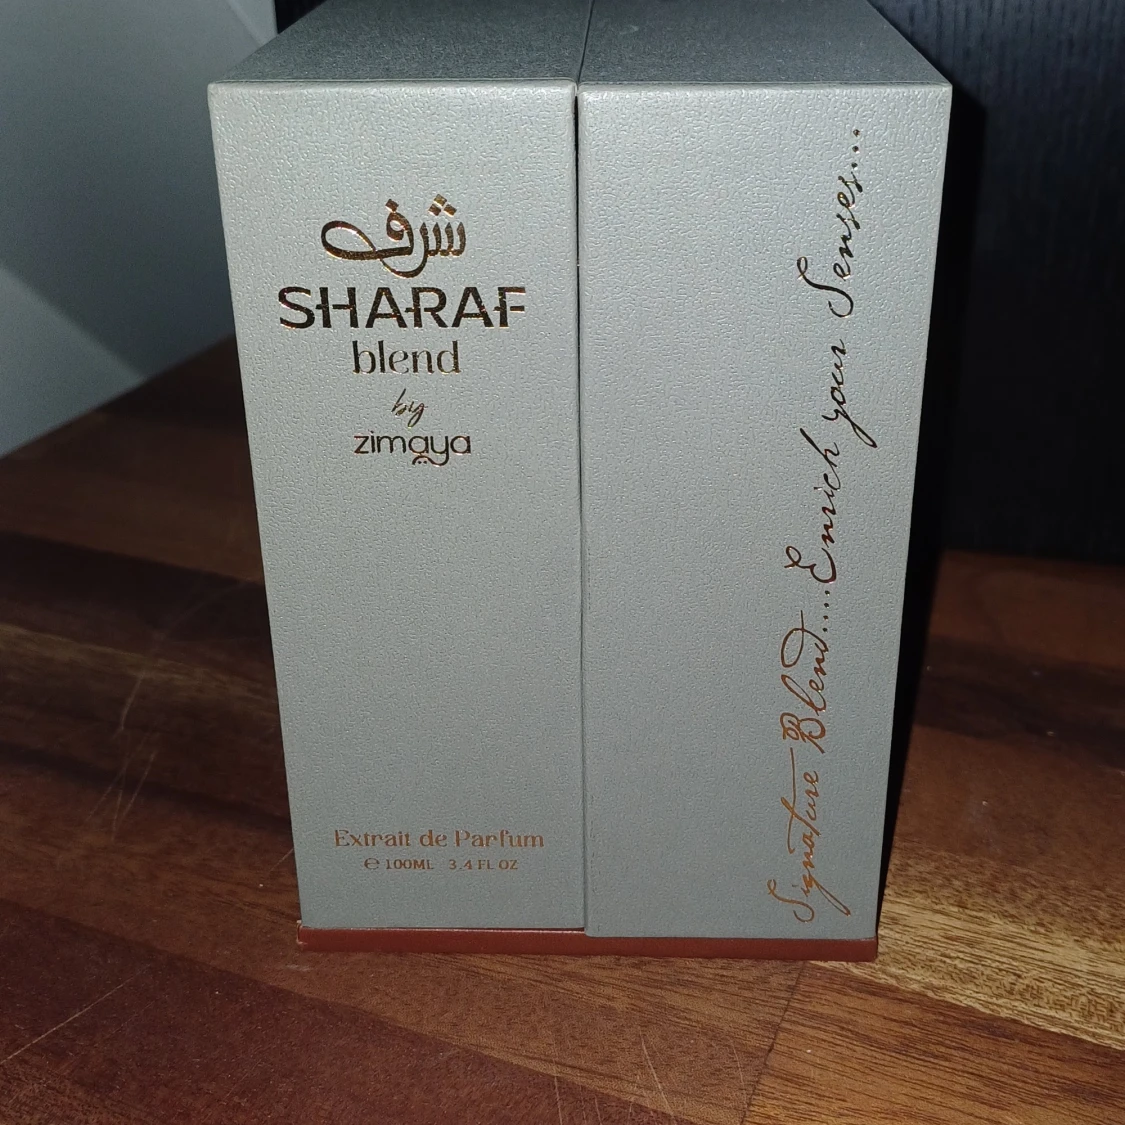 شرف
SHARAF
blend
by
zimaya
Extrait de Parfum
℮ 100ML 3.4 FL OZ
Signature Blend.....Enrich your Senses....